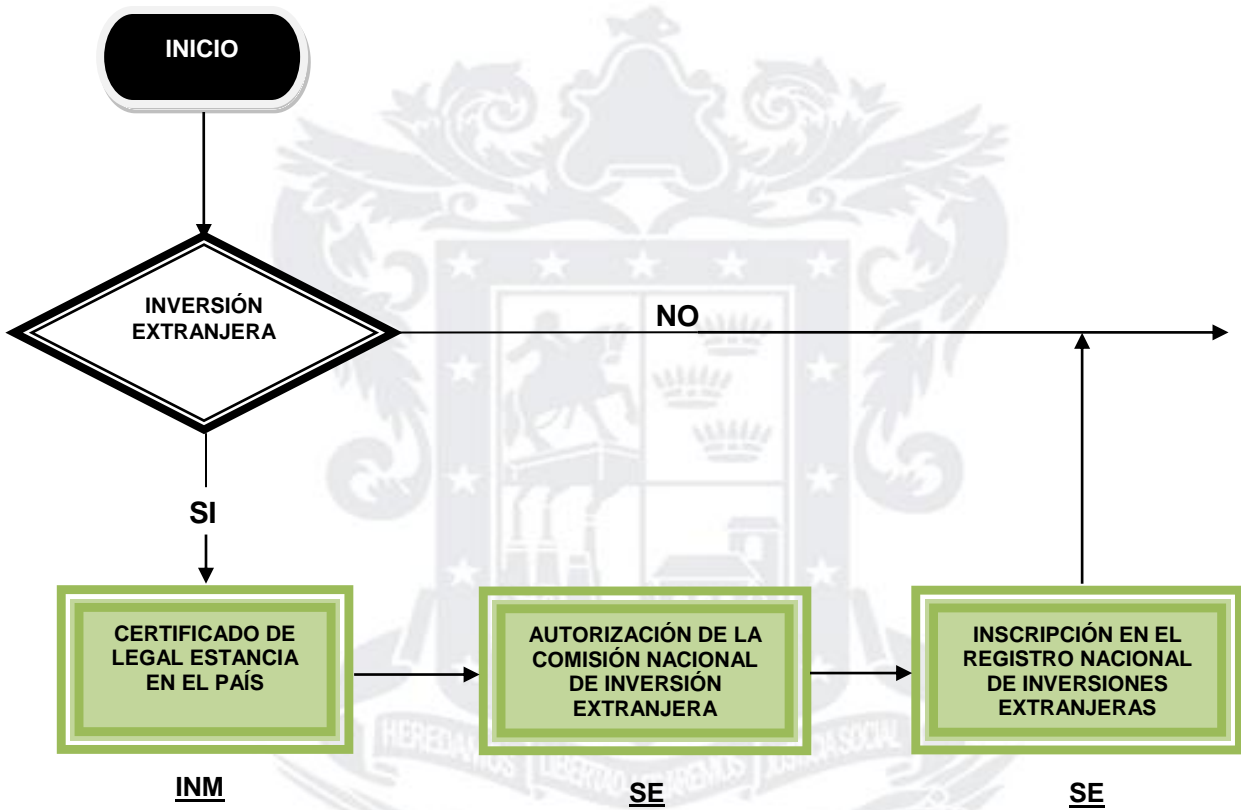 INICIO
INVERSIÓN
EXTRANJERA
NO
SI
CERTIFICADO DE
LEGAL ESTANCIA
EN EL PAÍS
AUTORIZACIÓN DE LA
COMISIÓN NACIONAL
DE INVERSIÓN
EXTRANJERA
INSCRIPCIÓN EN EL
REGISTRO NACIONAL
DE INVERSIONES
EXTRANJERAS
INM
SE
SE